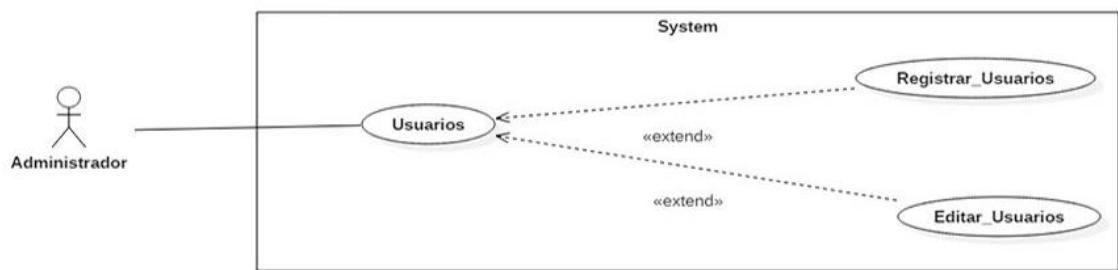 System
Registrar_Usuarios
Usuarios
«extend»
Administrador
«extend»
Editar_Usuarios